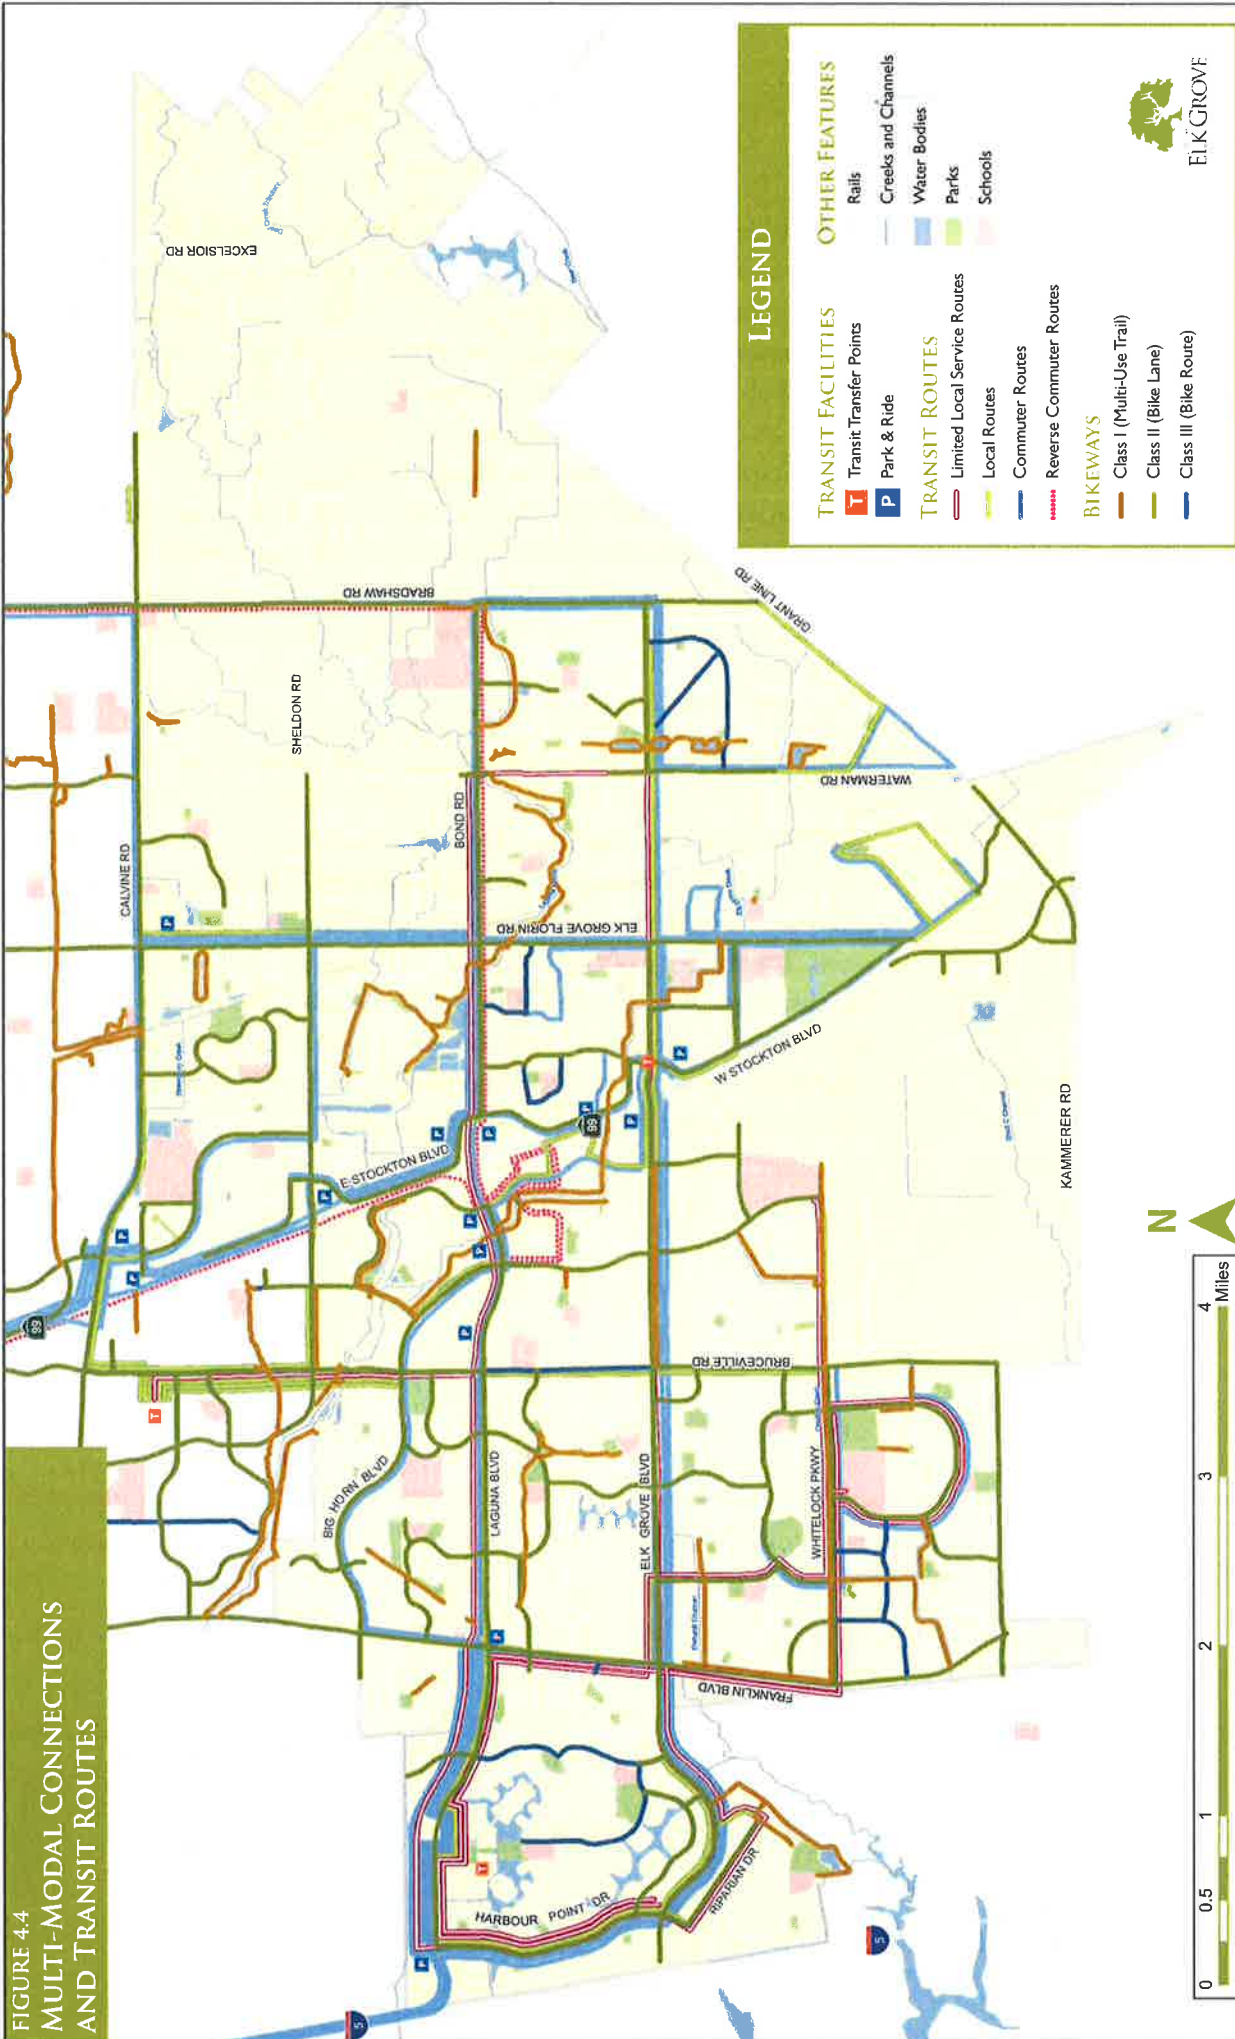 FIGURE 4.4
MULTI-MODAL CONNECTIONS
AND TRANSIT ROUTES
EXCELSIOR RD
BRADSHAW RD
SHELDON RD
CALVINE RD
BOND RD
ELK GROVE FLORIN RD
WATERMAN RD
GRANT LINE RD
E STOCKTON BLVD
W STOCKTON BLVD
KAMMERER RD
BRUCEVILLE RD
BIG HORN BLVD
LAGUNA BLVD
ELK GROVE BLVD
WHITELOCK PKWY
FRANKLIN BLVD
HARBOUR POINT DR
RIPARIAN DR
99
99
5
5
T
T
T
P
P
P
P
P
P
P
P
P
P
P
P
P
P
LEGEND
TRANSIT FACILITIES
T Transit Transfer Points
P Park & Ride
TRANSIT ROUTES
Limited Local Service Routes
Local Routes
Commuter Routes
Reverse Commuter Routes
BIKEWAYS
Class I (Multi-Use Trail)
Class II (Bike Lane)
Class III (Bike Route)
OTHER FEATURES
Rails
Creeks and Channels
Water Bodies
Parks
Schools
ELK GROVE
N
0 0.5 1 2 3 4
Miles